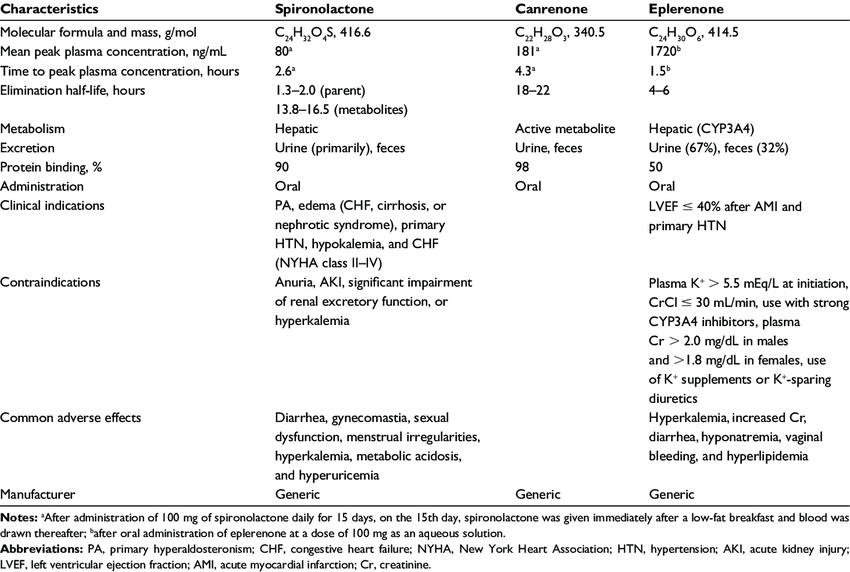 Characteristics Spironolactone Canrenone Eplerenone
Molecular formula and mass, g/mol C₂₄H₃₂O₄S, 416.6 C₂₂H₂₈O₃, 340.5 C₂₄H₃₀O₆, 414.5
Mean peak plasma concentration, ng/mL 80ᵃ 181ᵃ 1720ᵇ
Time to peak plasma concentration, hours 2.6ᵃ 4.3ᵃ 1.5ᵇ
Elimination half-life, hours 1.3–2.0 (parent) 18–22 4–6
13.8–16.5 (metabolites)
Metabolism Hepatic Active metabolite Hepatic (CYP3A4)
Excretion Urine (primarily), feces Urine, feces Urine (67%), feces (32%)
Protein binding, % 90 98 50
Administration Oral Oral Oral
Clinical indications PA, edema (CHF, cirrhosis, or LVEF ≤ 40% after AMI and
nephrotic syndrome), primary primary HTN
HTN, hypokalemia, and CHF
(NYHA class II–IV)
Contraindications Anuria, AKI, significant impairment Plasma K⁺ > 5.5 mEq/L at initiation,
of renal excretory function, or CrCl ≤ 30 mL/min, use with strong
hyperkalemia CYP3A4 inhibitors, plasma
Cr > 2.0 mg/dL in males
and >1.8 mg/dL in females, use
of K⁺ supplements or K⁺-sparing
diuretics
Common adverse effects Diarrhea, gynecomastia, sexual Hyperkalemia, increased Cr,
dysfunction, menstrual irregularities, diarrhea, hyponatremia, vaginal
hyperkalemia, metabolic acidosis, bleeding, and hyperlipidemia
and hyperuricemia
Manufacturer Generic Generic Generic
Notes: ᵃAfter administration of 100 mg of spironolactone daily for 15 days, on the 15th day, spironolactone was given immediately after a low-fat breakfast and blood was
drawn thereafter; ᵇafter oral administration of eplerenone at a dose of 100 mg as an aqueous solution.
Abbreviations: PA, primary hyperaldosteronism; CHF, congestive heart failure; NYHA, New York Heart Association; HTN, hypertension; AKI, acute kidney injury;
LVEF, left ventricular ejection fraction; AMI, acute myocardial infarction; Cr, creatinine.